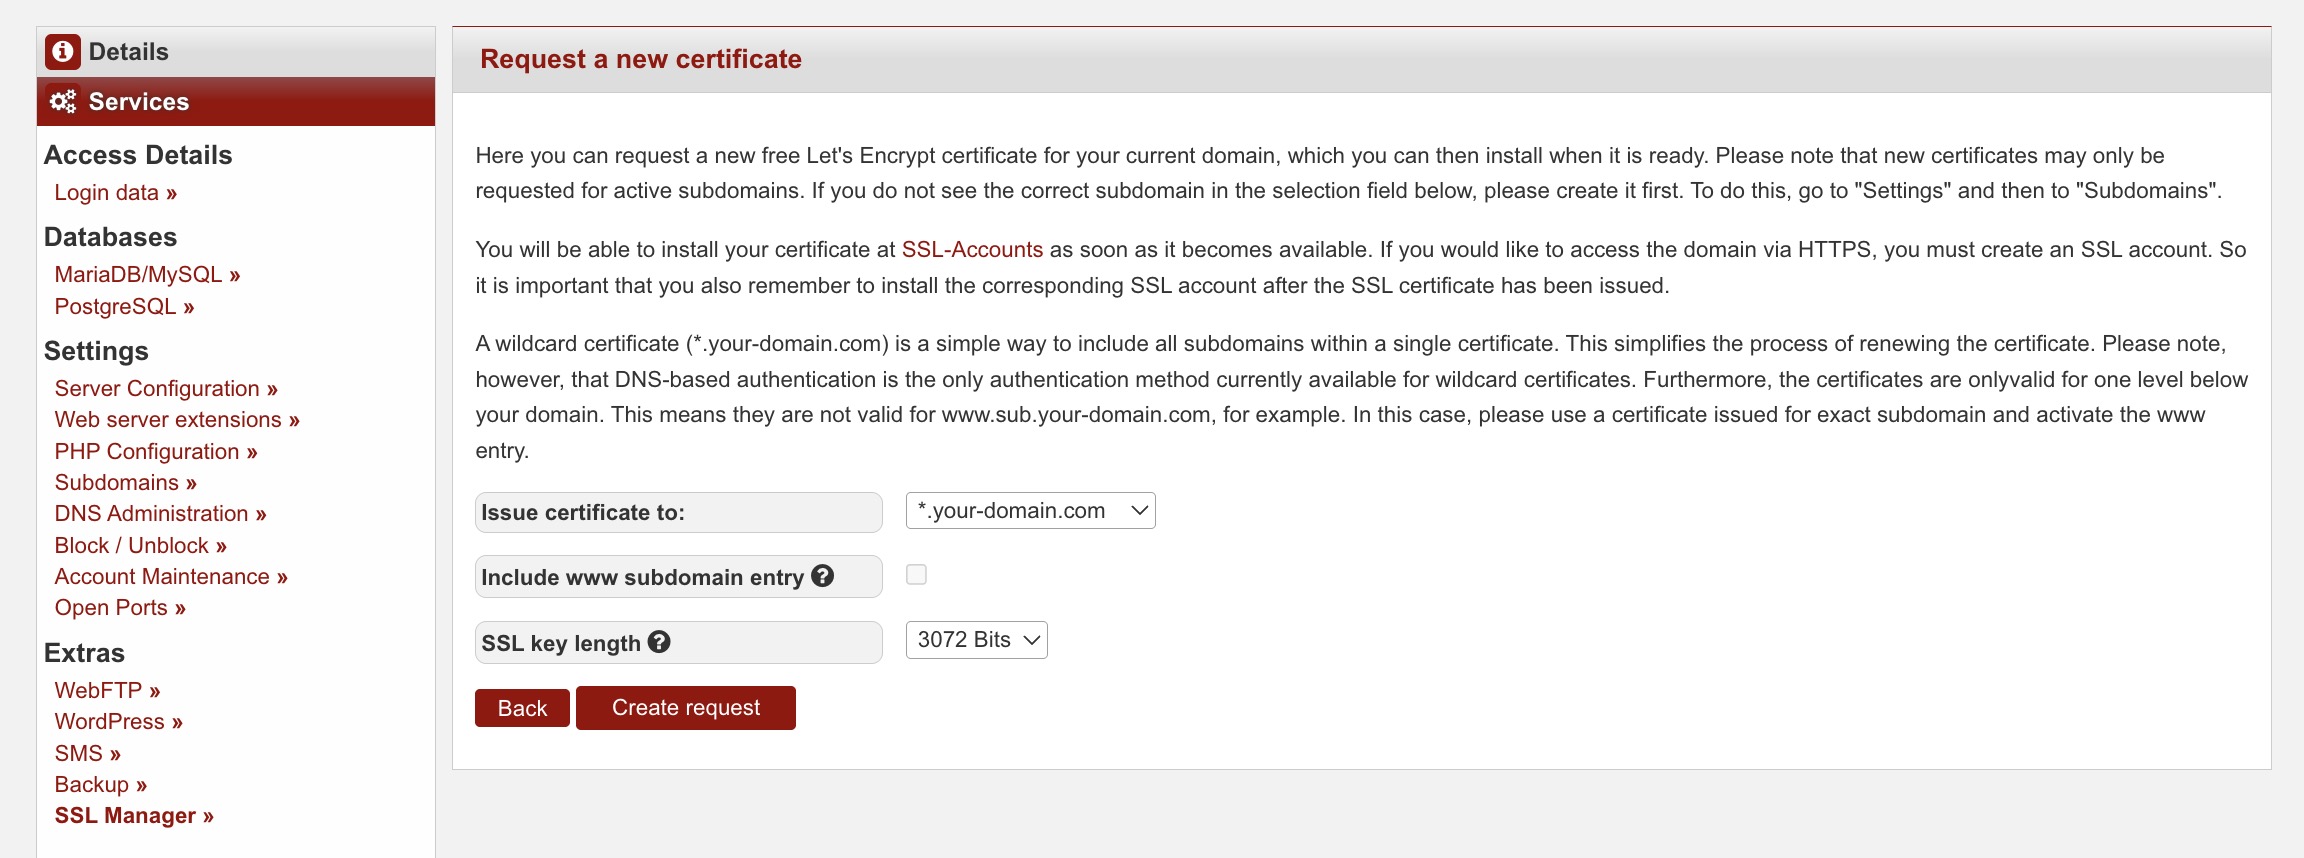 Details
Services
Access Details
Login data »
Databases
MariaDB/MySQL »
PostgreSQL »
Settings
Server Configuration »
Web server extensions »
PHP Configuration »
Subdomains »
DNS Administration »
Block / Unblock »
Account Maintenance »
Open Ports »
Extras
WebFTP »
WordPress »
SMS »
Backup »
SSL Manager »
Request a new certificate
Here you can request a new free Let's Encrypt certificate for your current domain, which you can then install when it is ready. Please note that new certificates may only be
requested for active subdomains. If you do not see the correct subdomain in the selection field below, please create it first. To do this, go to "Settings" and then to "Subdomains".
You will be able to install your certificate at SSL-Accounts as soon as it becomes available. If you would like to access the domain via HTTPS, you must create an SSL account. So
it is important that you also remember to install the corresponding SSL account after the SSL certificate has been issued.
A wildcard certificate (*.your-domain.com) is a simple way to include all subdomains within a single certificate. This simplifies the process of renewing the certificate. Please note,
however, that DNS-based authentication is the only authentication method currently available for wildcard certificates. Furthermore, the certificates are onlyvalid for one level below
your domain. This means they are not valid for www.sub.your-domain.com, for example. In this case, please use a certificate issued for exact subdomain and activate the www
entry.
Issue certificate to: *.your-domain.com
Include www subdomain entry ?
SSL key length ? 3072 Bits
Back Create request